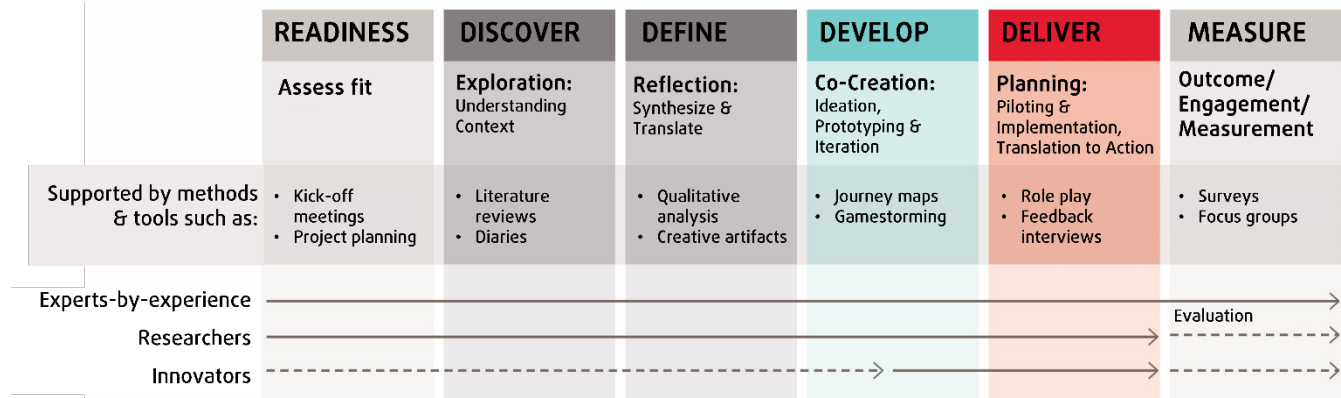 READINESS
DISCOVER
DEFINE
DEVELOP
DELIVER
MEASURE
Assess fit
Exploration:
Understanding
Context
Reflection:
Synthesize &
Translate
Co-Creation:
Ideation,
Prototyping &
Iteration
Planning:
Piloting &
Implementation,
Translation to Action
Outcome/
Engagement/
Measurement
Supported by methods
& tools such as:
• Kick-off
meetings
• Project planning
• Literature
reviews
• Diaries
• Qualitative
analysis
• Creative artifacts
• Journey maps
• Gamestorming
• Role play
• Feedback
interviews
• Surveys
• Focus groups
Experts-by-experience
Evaluation
Researchers
Innovators